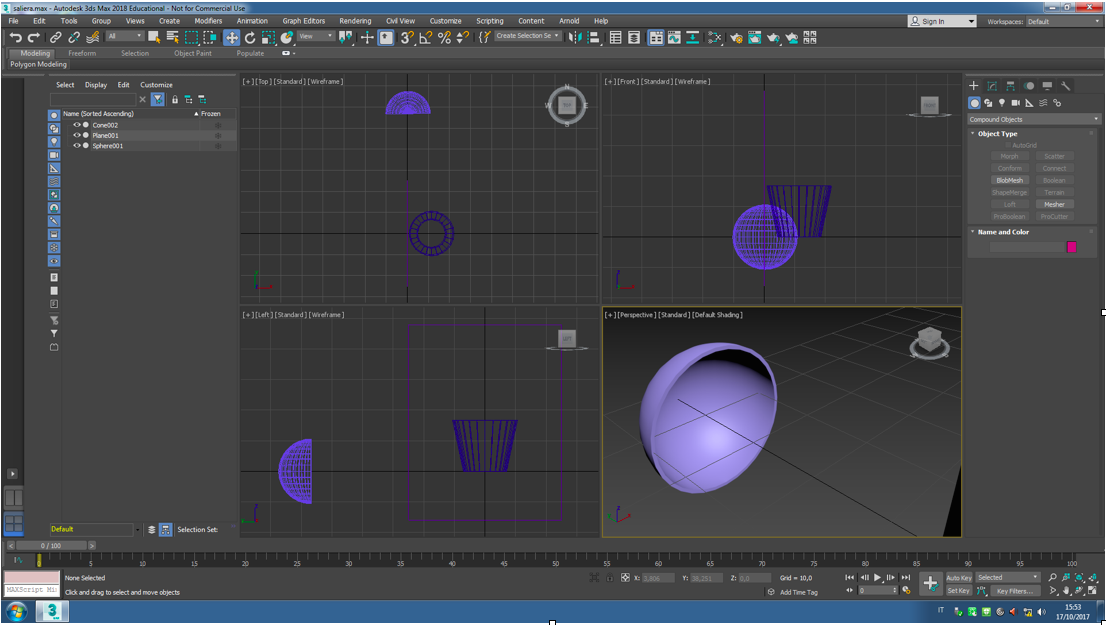 saliera.max - Autodesk 3ds Max 2018 Educational - Not for Commercial Use
File Edit Tools Group Views Create Modifiers Animation Graph Editors Rendering Civil View Customize Scripting Content Arnold Help
Sign In Workspaces: Default
All View Create Selection Se
Modeling Freeform Selection Object Paint Populate
Polygon Modeling
Select Display Edit Customize
Name (Sorted Ascending) Frozen
Cone002
Plane001
Sphere001
[+] [Top] [Standard] [Wireframe]
N
W E
S
[+] [Front] [Standard] [Wireframe]
[+] [Left] [Standard] [Wireframe]
[+] [Perspective] [Standard] [Default Shading]
Compound Objects
Object Type
AutoGrid
Morph Scatter
Conform Connect
BlobMesh Boolean
ShapeMerge Terrain
Loft Mesher
ProBoolean ProCutter
Name and Color
Default Selection Set:
0 / 100
0 5 10 15 20 25 30 35 40 45 50 55 60 65 70 75 80 85 90 95 100
None Selected X: 3,806 Y: 38,251 Z: 0,0 Grid = 10,0 Auto Key Selected
MAXScript Mi Click and drag to select and move objects Add Time Tag 0 Set Key Key Filters...
IT 15:53
17/10/2017